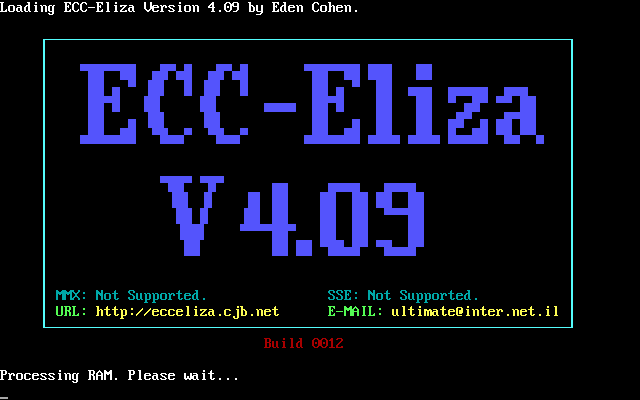 Loading ECC-Eliza Version 4.09 by Eden Cohen.
ECC-Eliza
V4.09
MMX: Not Supported. SSE: Not Supported.
URL: http://ecceliza.cjb.net E-MAIL: ultimate@inter.net.il
Build 0012
Processing RAM. Please wait...